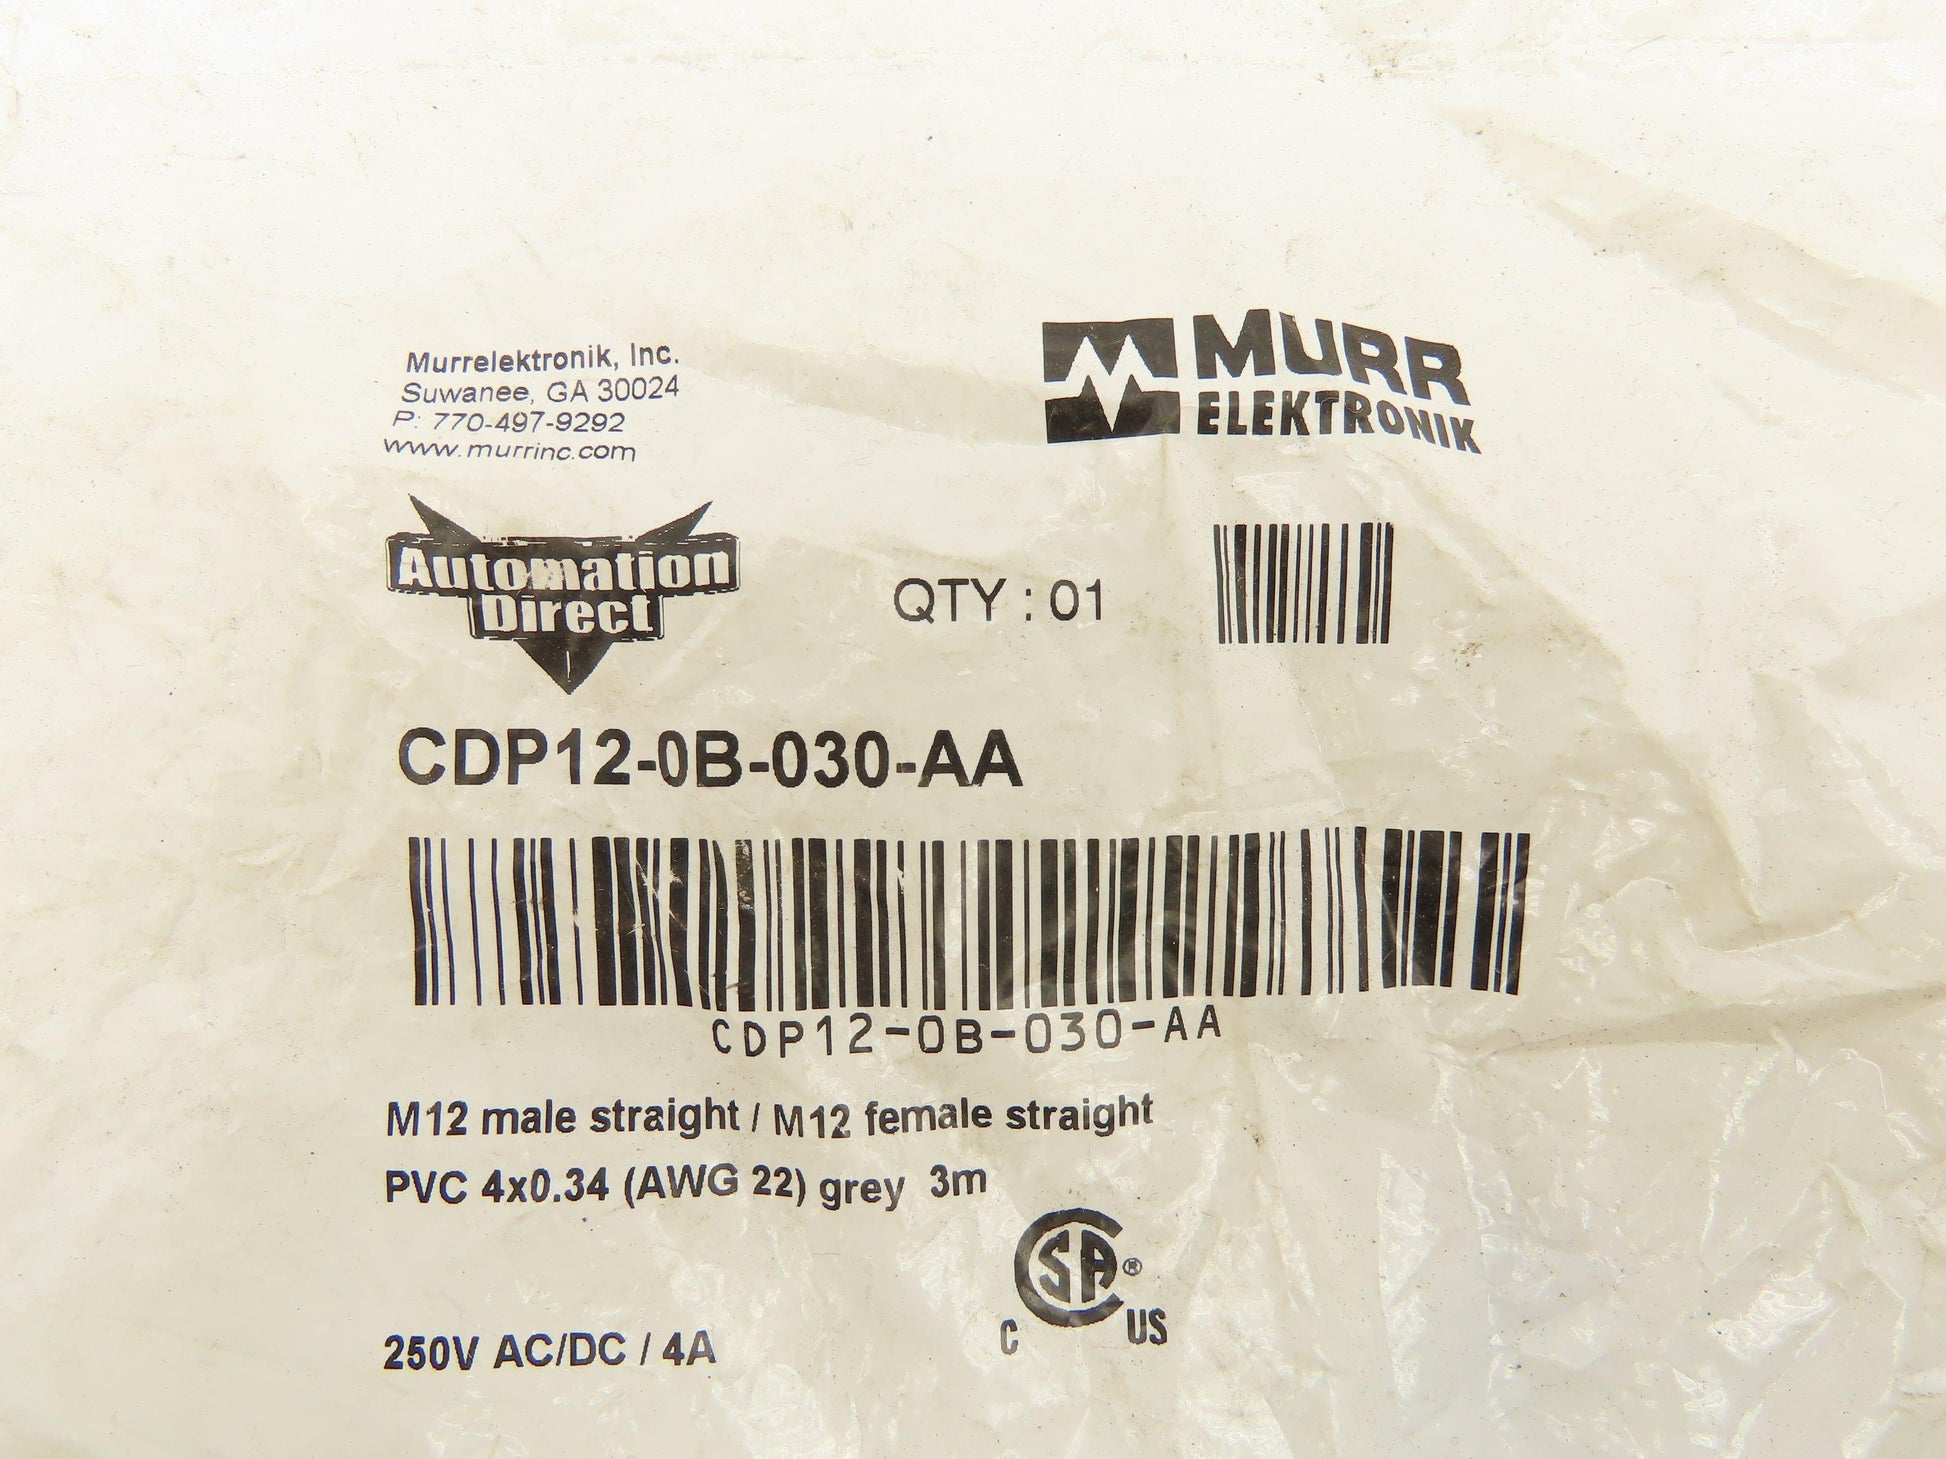 Murrelektronik, Inc.
Suwanee, GA 30024
P: 770-497-9292
www.murrinc.com
MURR
ELEKTRONIK
Automation
Direct
QTY : 01
CDP12-0B-030-AA
CDP12-0B-030-AA
M12 male straight / M12 female straight
PVC 4x0.34 (AWG 22) grey 3m
CSA®
C US
250V AC/DC / 4A